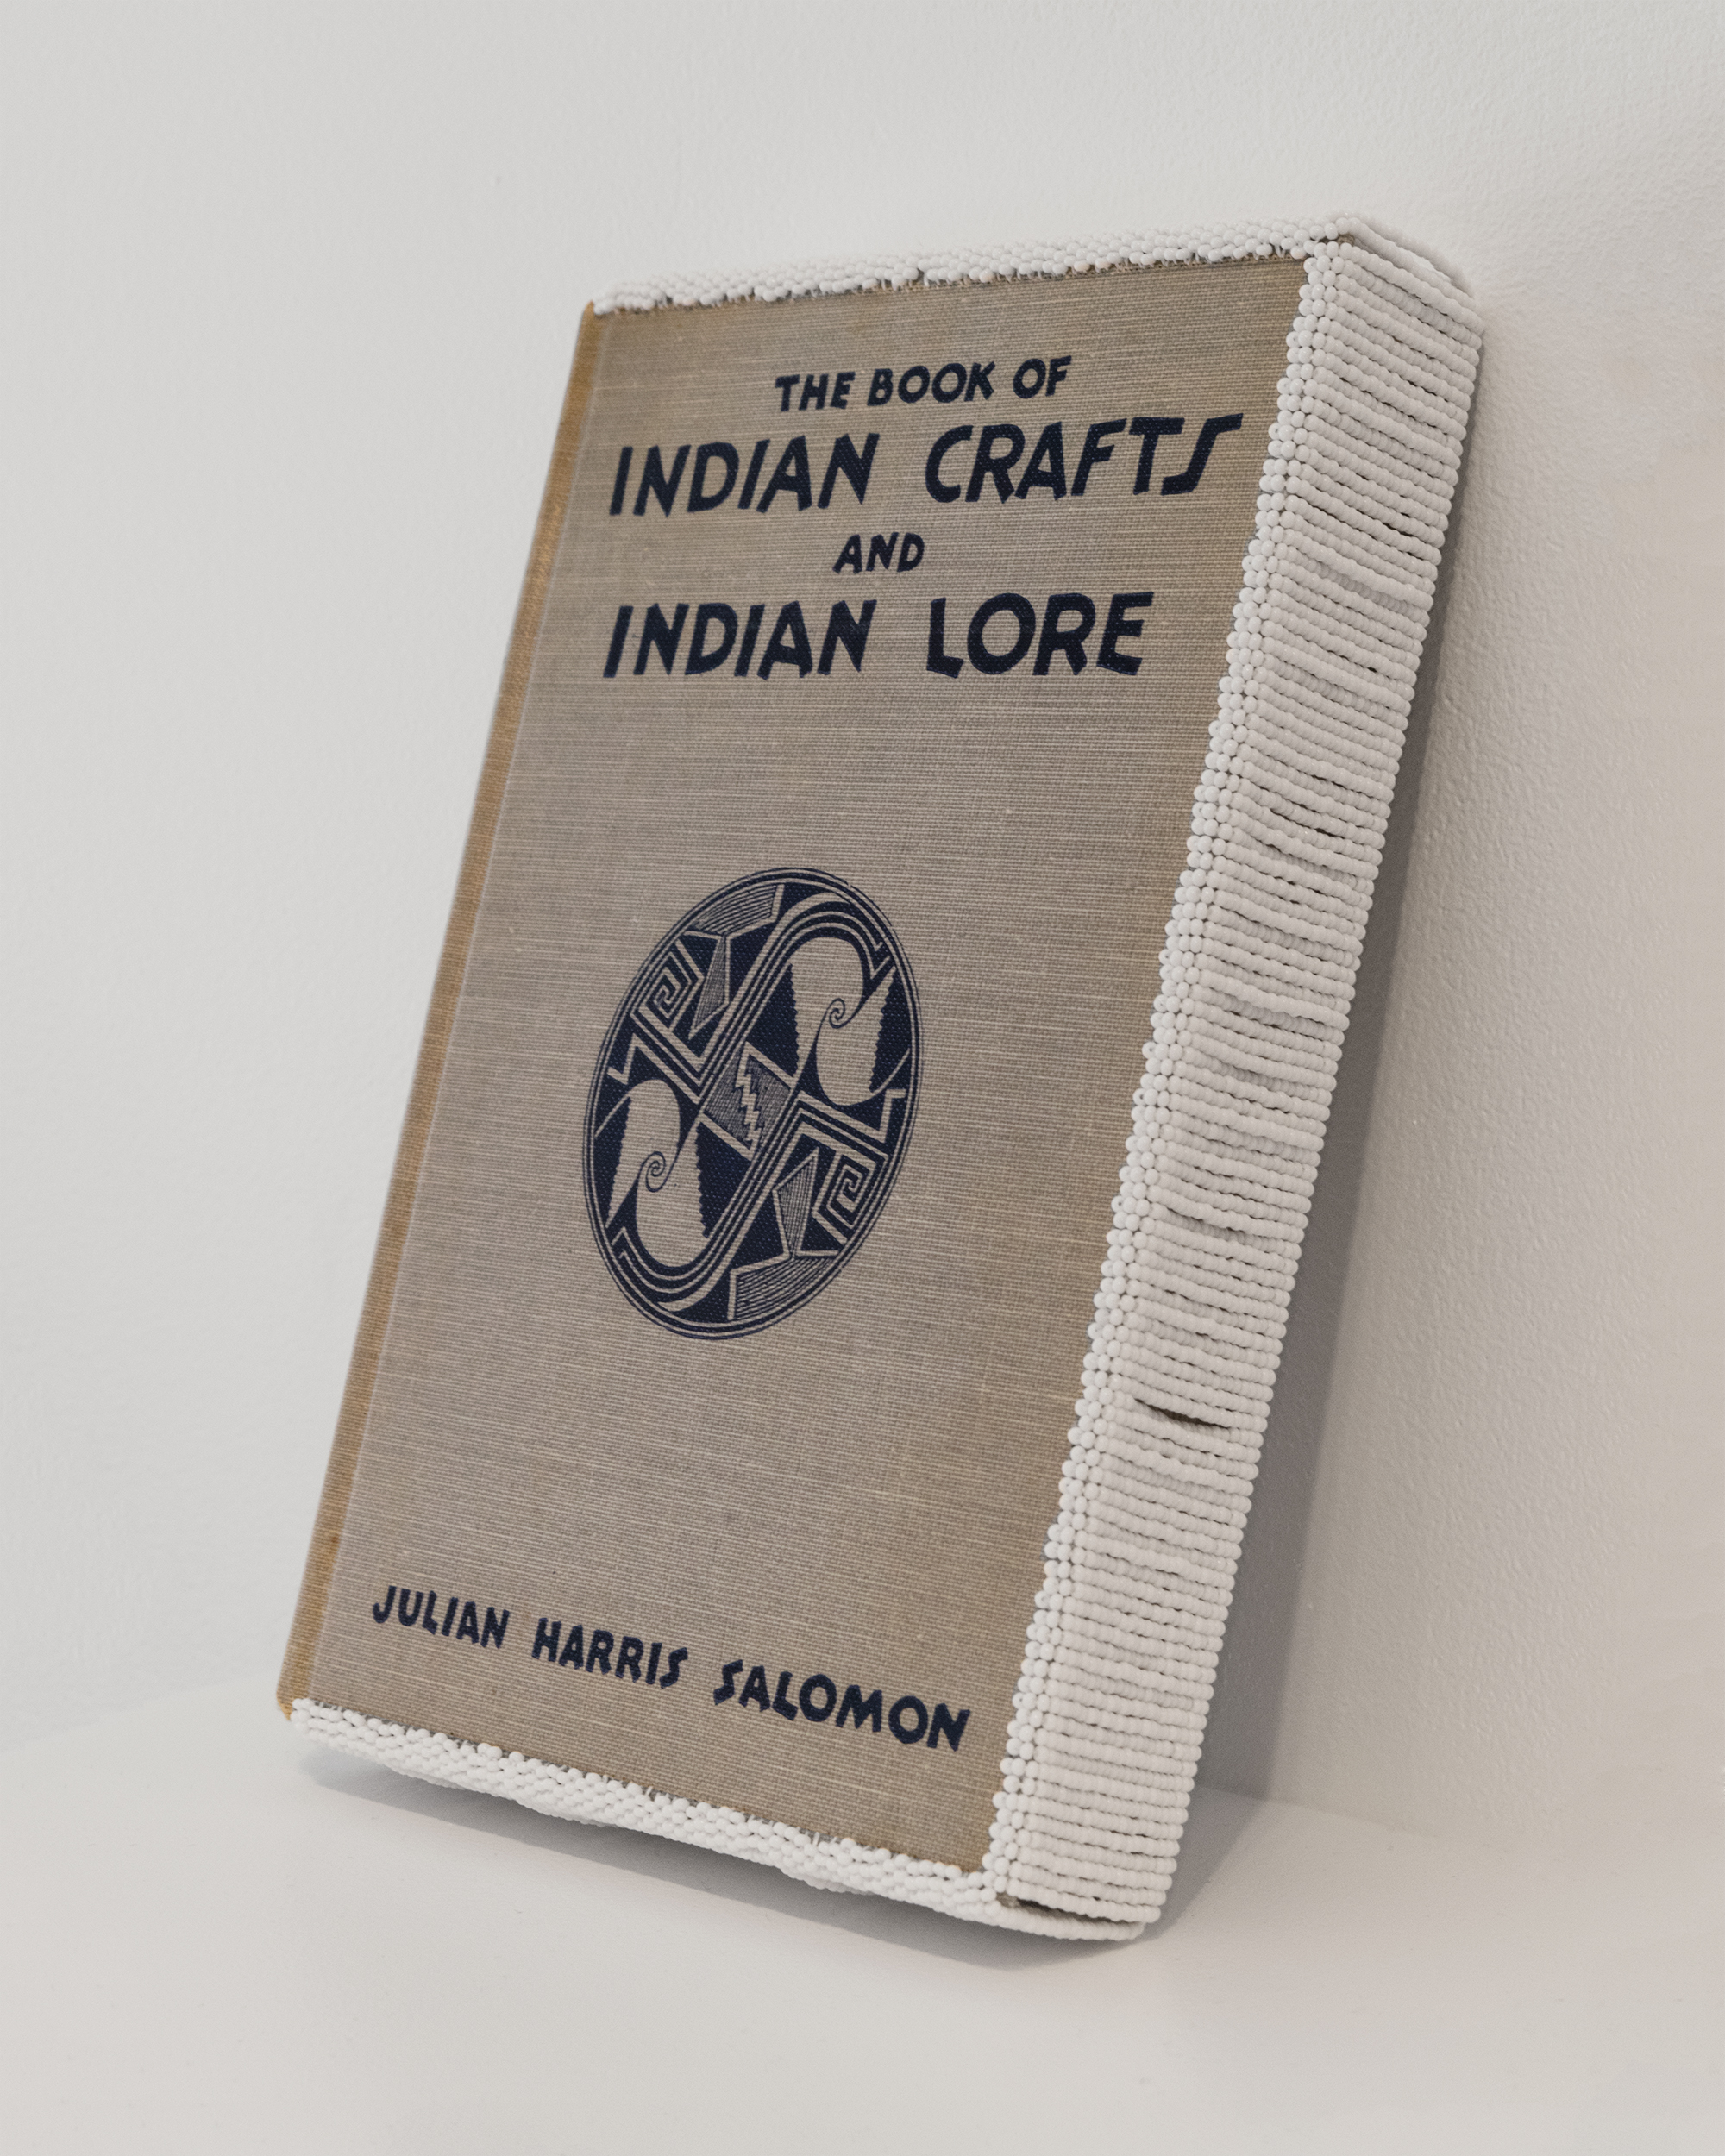 THE BOOK OF
INDIAN CRAFTS
AND
INDIAN LORE
JULIAN HARRIS SALOMON